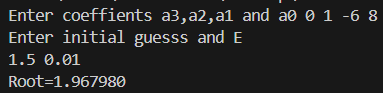 Enter coeffients a3,a2,a1 and a0 0 1 -6 8
Enter initial guesss and E
1.5 0.01
Root=1.967980